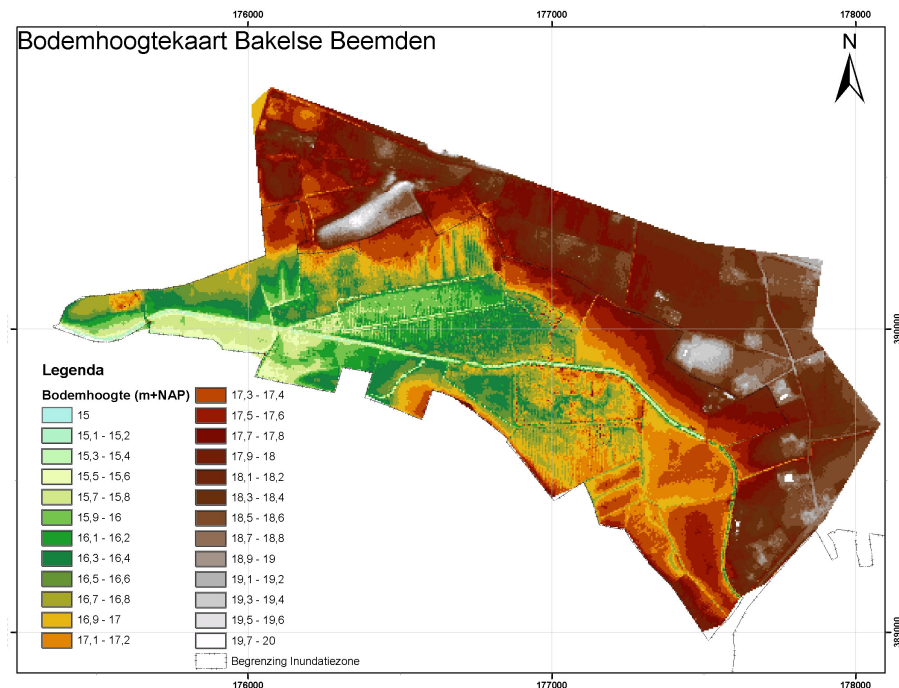 176000 177000 178000
Bodemhoogtekaart Bakelse Beemden
N
390000
Legenda
Bodemhoogte (m+NAP)
15
15,1 - 15,2
15,3 - 15,4
15,5 - 15,6
15,7 - 15,8
15,9 - 16
16,1 - 16,2
16,3 - 16,4
16,5 - 16,6
16,7 - 16,8
16,9 - 17
17,1 - 17,2
17,3 - 17,4
17,5 - 17,6
17,7 - 17,8
17,9 - 18
18,1 - 18,2
18,3 - 18,4
18,5 - 18,6
18,7 - 18,8
18,9 - 19
19,1 - 19,2
19,3 - 19,4
19,5 - 19,6
19,7 - 20
Begrenzing Inundatiezone
389000
176000 177000 178000